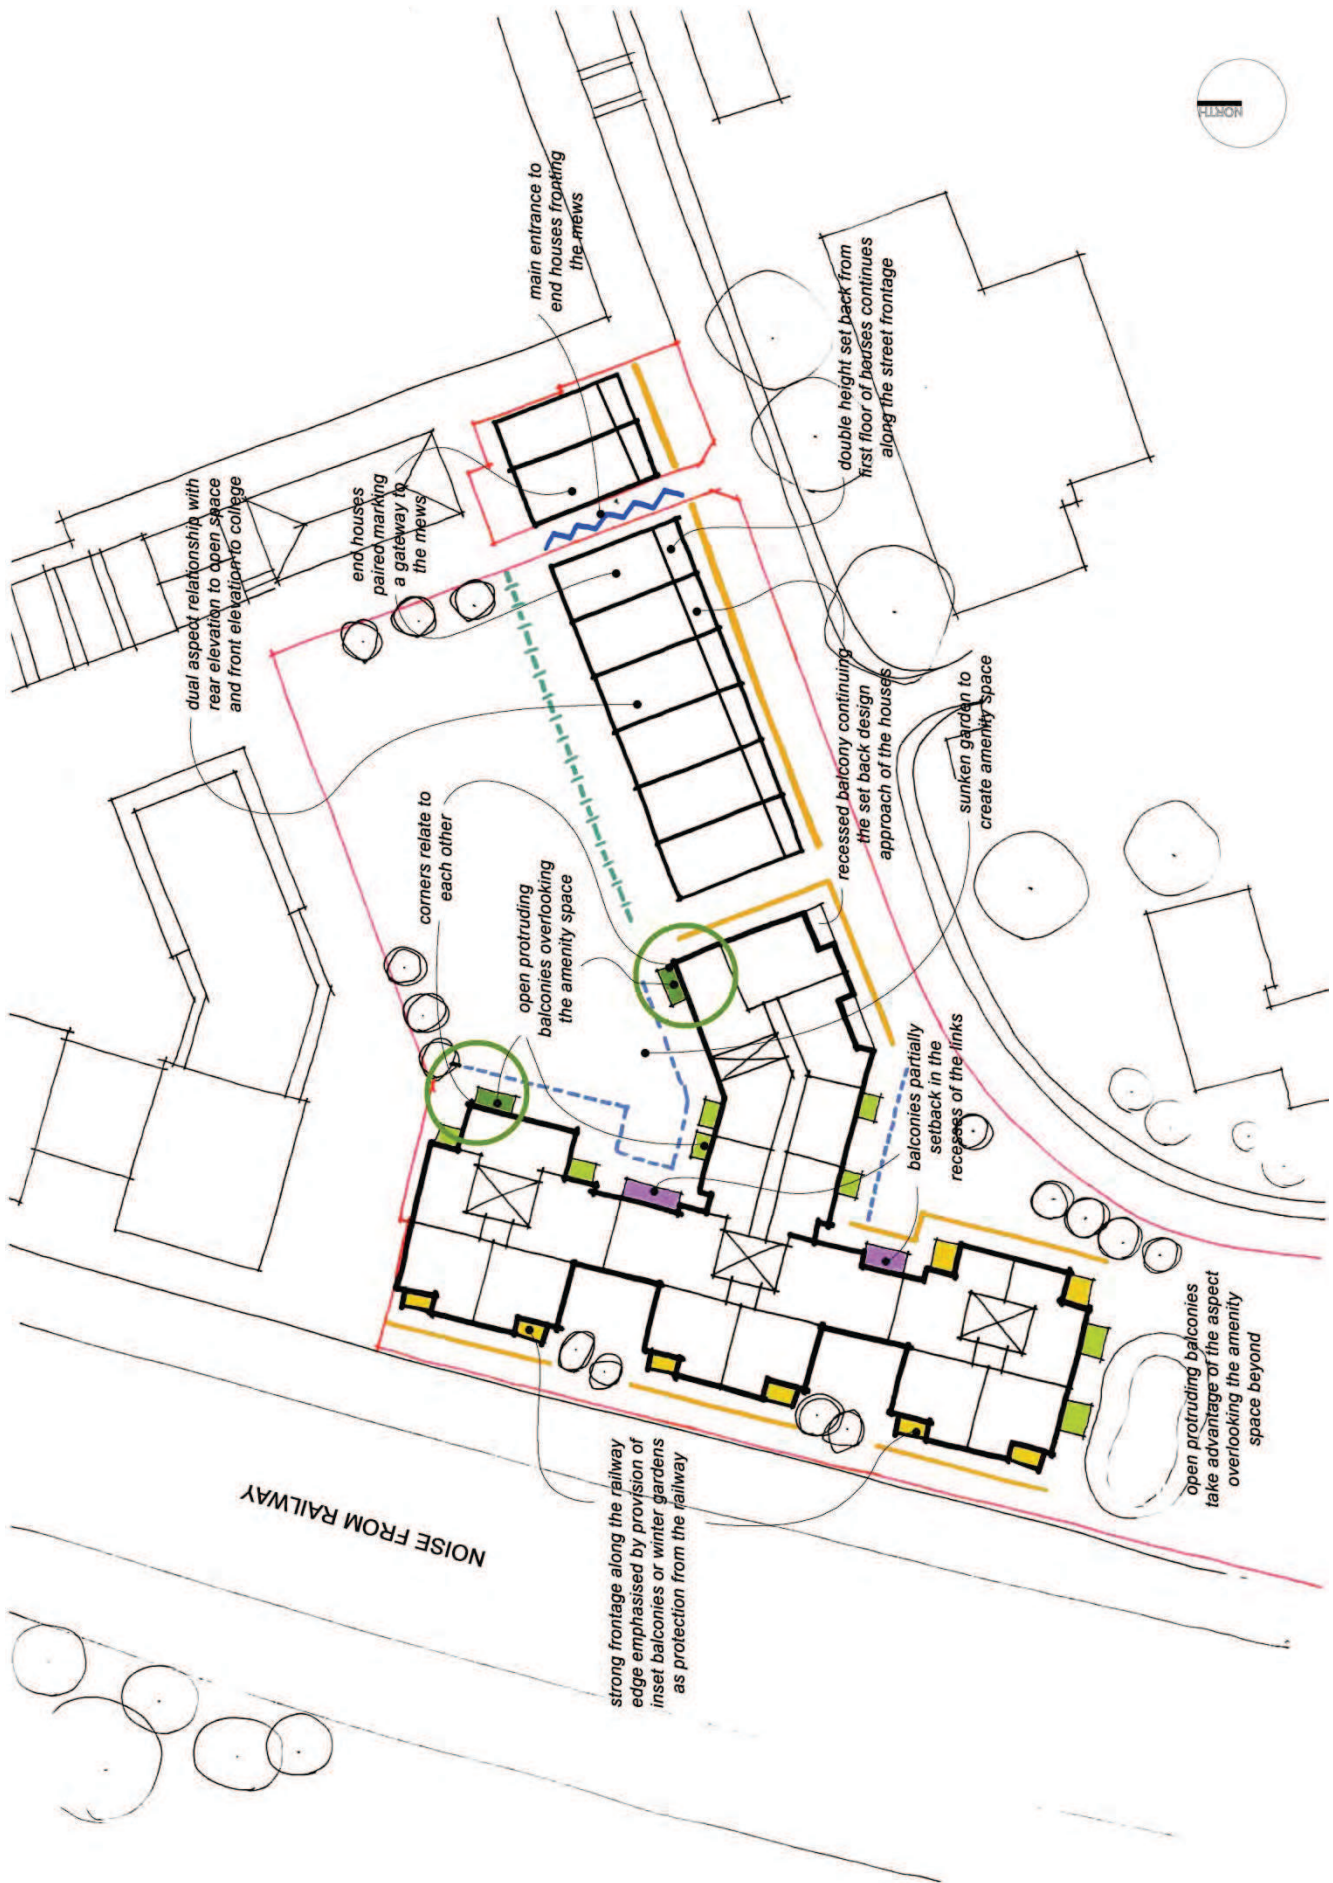 NORTH
main entrance to
end houses fronting
the mews
double height set back from
first floor of houses continues
along the street frontage
dual aspect relationship with
rear elevation to open space
and front elevation to college
end houses
paired marking
a gateway to
the mews
corners relate to
each other
open protruding
balconies overlooking
the amenity space
recessed balcony continuing
the set back design
approach of the houses
sunken garden to
create amenity space
balconies partially
setback in the
recesses of the links
open protruding balconies
take advantage of the aspect
overlooking the amenity
space beyond
NOISE FROM RAILWAY
strong frontage along the railway
edge emphasised by provision of
inset balconies or winter gardens
as protection from the railway